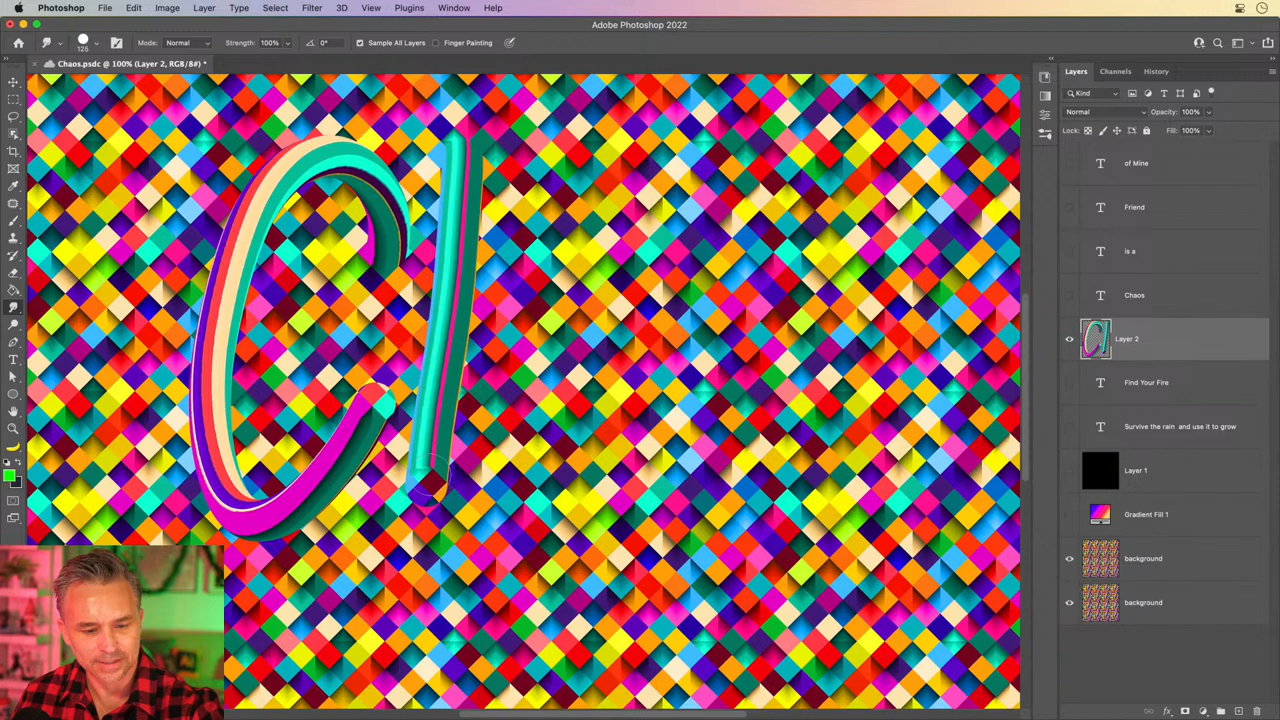 Photoshop File Edit Image Layer Type Select Filter 3D View Plugins Window Help
Adobe Photoshop 2022
125 Mode: Normal Strength: 100% 0° Sample All Layers Finger Painting
Chaos.psdc @ 100% (Layer 2, RGB/8#) *
Layers Channels History
Kind
Normal Opacity: 100%
Lock: Fill: 100%
T of Mine
T Friend
T is a
T Chaos
Layer 2
T Find Your Fire
T Survive the rain and use it to grow
Layer 1
Gradient Fill 1
background
background
fx
Cl